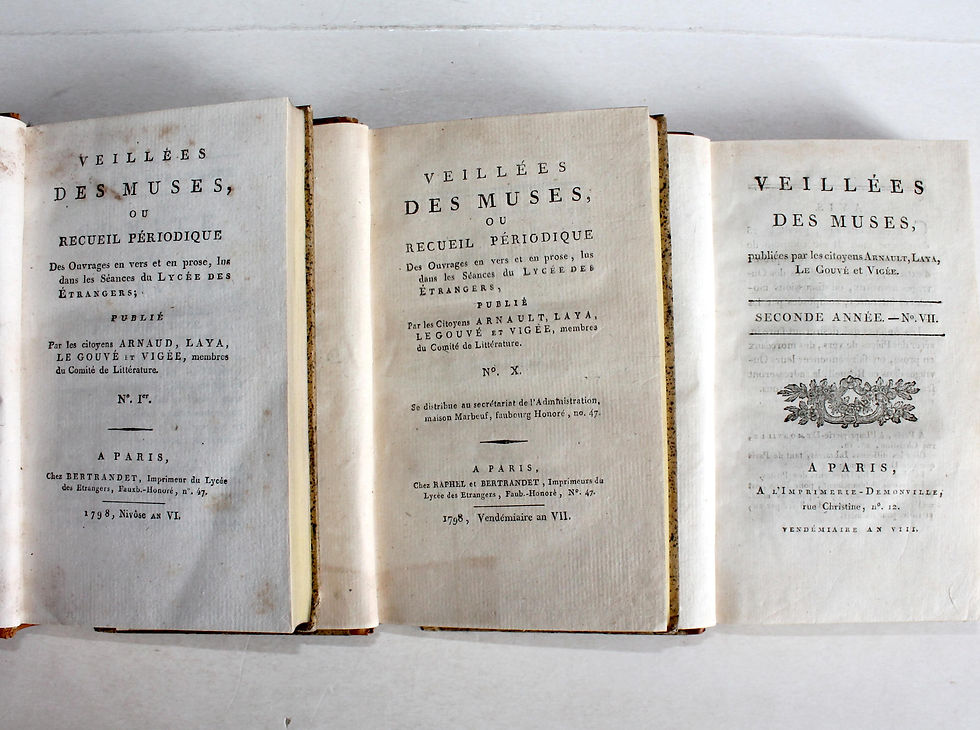 VEILLÉES
DES MUSES,
OU
RECUEIL PÉRIODIQUE
Des Ouvrages en vers et en prose, lus
dans les Séances du LYCÉE DES
ÉTRANGERS;
PUBLIÉ
Par les citoyens ARNAUD, LAYA,
LE GOUVÉ ET VIGÉE, membres
du Comité de Littérature.
N°. Ier.
A PARIS,
Chez BERTRANDET, Imprimeur du Lycée
des Etrangers, Fauxb.-Honoré, n°. 47.
1798, Nivôse AN VI.
VEILLÉES
DES MUSES,
OU
RECUEIL PÉRIODIQUE
Des Ouvrages en vers et en prose, lus
dans les Séances du LYCÉE DES
ÉTRANGERS,
PUBLIÉ
Par les Citoyens ARNAULT, LAYA,
LE GOUVÉ ET VIGÉE, membres
du Comité de Littérature.
N°. X.
Se distribue au secrétariat de l'Administration,
maison Marbeuf, faubourg Honoré, no. 47.
A PARIS,
Chez RAPHEL et BERTRANDET, Imprimeurs du
Lycée des Etrangers, Faub.-Honoré, N°. 47.
1798, Vendémiaire an VII.
VEILLÉES
DES MUSES,
publiées par les citoyens ARNAULT, LAYA,
LE GOUVÉ et VIGÉE.
SECONDE ANNÉE. — No. VII.
A PARIS,
A L'IMPRIMERIE-DEMONVILLE,
rue Christine, n°. 12.
VENDÉMIAIRE AN VIII.